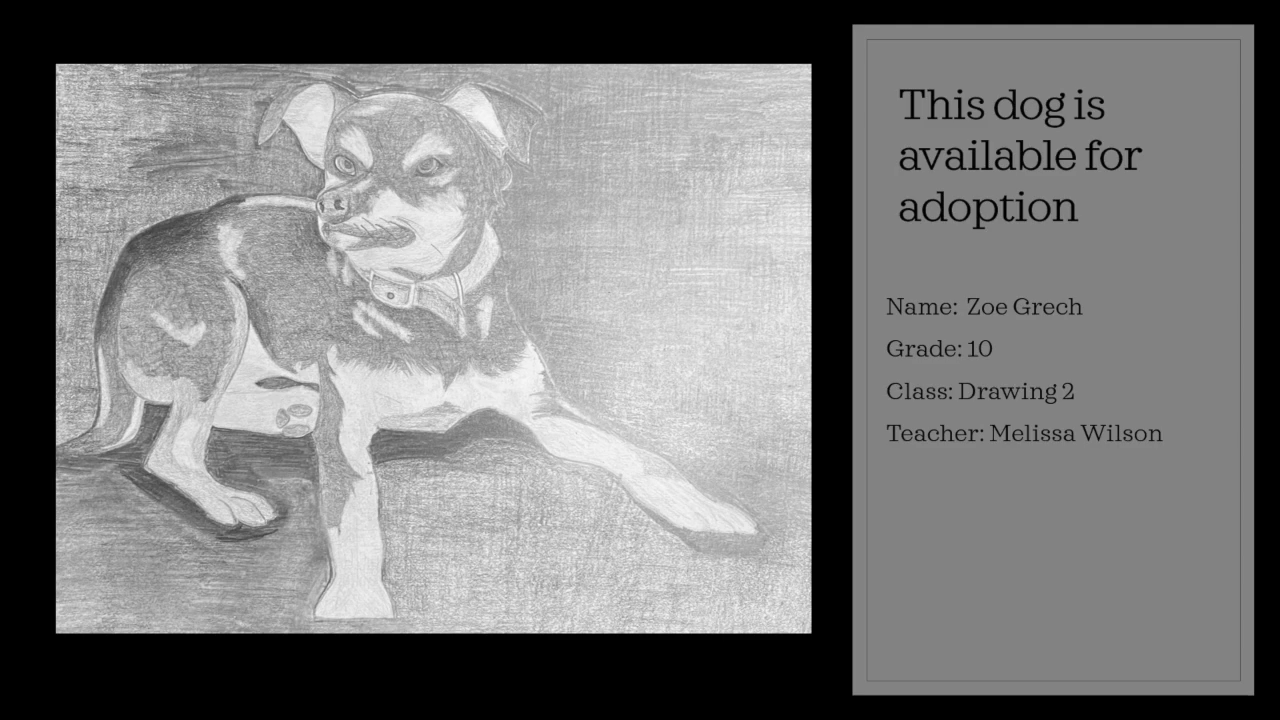 This dog is
available for
adoption
Name: Zoe Grech
Grade: 10
Class: Drawing 2
Teacher: Melissa Wilson